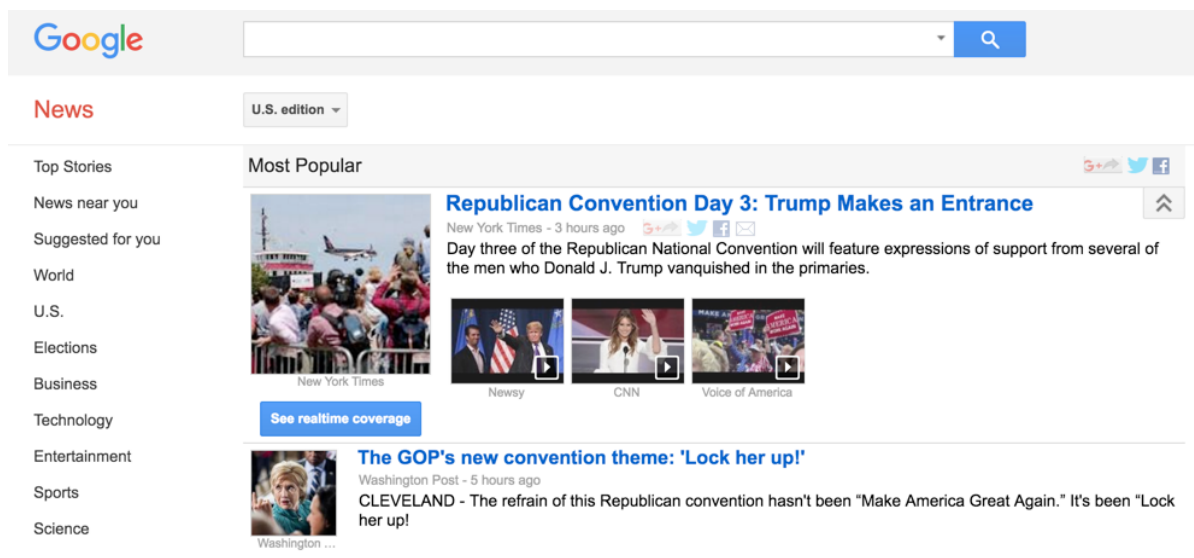 Google
News
U.S. edition
Top Stories
News near you
Suggested for you
World
U.S.
Elections
Business
Technology
Entertainment
Sports
Science
Most Popular
G+
Republican Convention Day 3: Trump Makes an Entrance
New York Times - 3 hours ago G+
Day three of the Republican National Convention will feature expressions of support from several of
the men who Donald J. Trump vanquished in the primaries.
New York Times
Newsy
CNN
Voice of America
See realtime coverage
The GOP's new convention theme: 'Lock her up!'
Washington Post - 5 hours ago
CLEVELAND - The refrain of this Republican convention hasn't been “Make America Great Again.” It's been “Lock
her up!
Washington ...